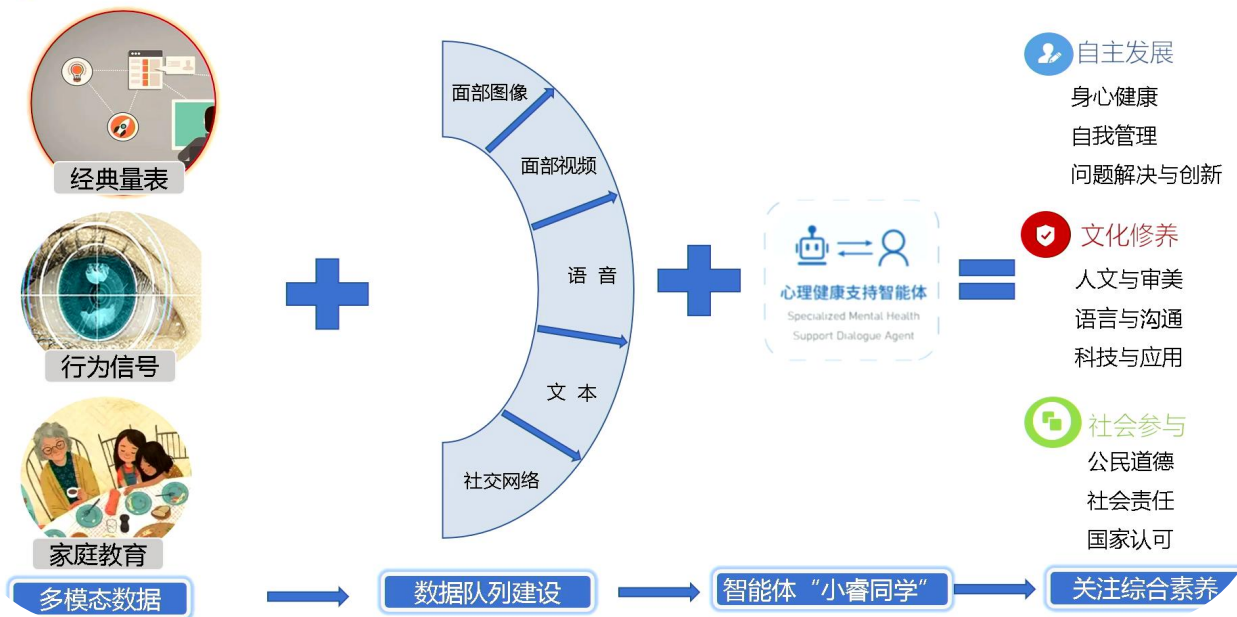 经典量表
行为信号
家庭教育
多模态数据
面部图像
面部视频
语 音
文 本
社交网络
数据队列建设
心理健康支持智能体
Specialized Mental Health
Support Dialogue Agent
智能体“小睿同学”
自主发展
身心健康
自我管理
问题解决与创新
文化修养
人文与审美
语言与沟通
科技与应用
社会参与
公民道德
社会责任
国家认可
关注综合素养